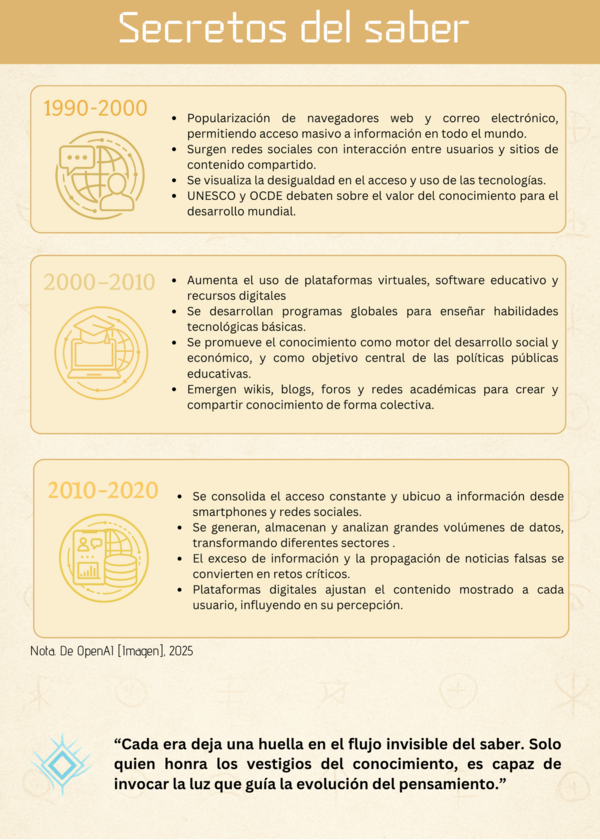 Secretos del saber
1990-2000
• Popularización de navegadores web y correo electrónico,
permitiendo acceso masivo a información en todo el mundo.
• Surgen redes sociales con interacción entre usuarios y sitios de
contenido compartido.
• Se visualiza la desigualdad en el acceso y uso de las tecnologías.
• UNESCO y OCDE debaten sobre el valor del conocimiento para el
desarrollo mundial.
2000-2010
• Aumenta el uso de plataformas virtuales, software educativo y
recursos digitales
• Se desarrollan programas globales para enseñar habilidades
tecnológicas básicas.
• Se promueve el conocimiento como motor del desarrollo social y
económico, y como objetivo central de las políticas públicas
educativas.
• Emergen wikis, blogs, foros y redes académicas para crear y
compartir conocimiento de forma colectiva.
2010-2020
• Se consolida el acceso constante y ubicuo a información desde
smartphones y redes sociales.
• Se generan, almacenan y analizan grandes volúmenes de datos,
transformando diferentes sectores .
• El exceso de información y la propagación de noticias falsas se
convierten en retos críticos.
• Plataformas digitales ajustan el contenido mostrado a cada
usuario, influyendo en su percepción.
Nota. De OpenAI [Imagen], 2025
“Cada era deja una huella en el flujo invisible del saber. Solo
quien honra los vestigios del conocimiento, es capaz de
invocar la luz que guía la evolución del pensamiento.”